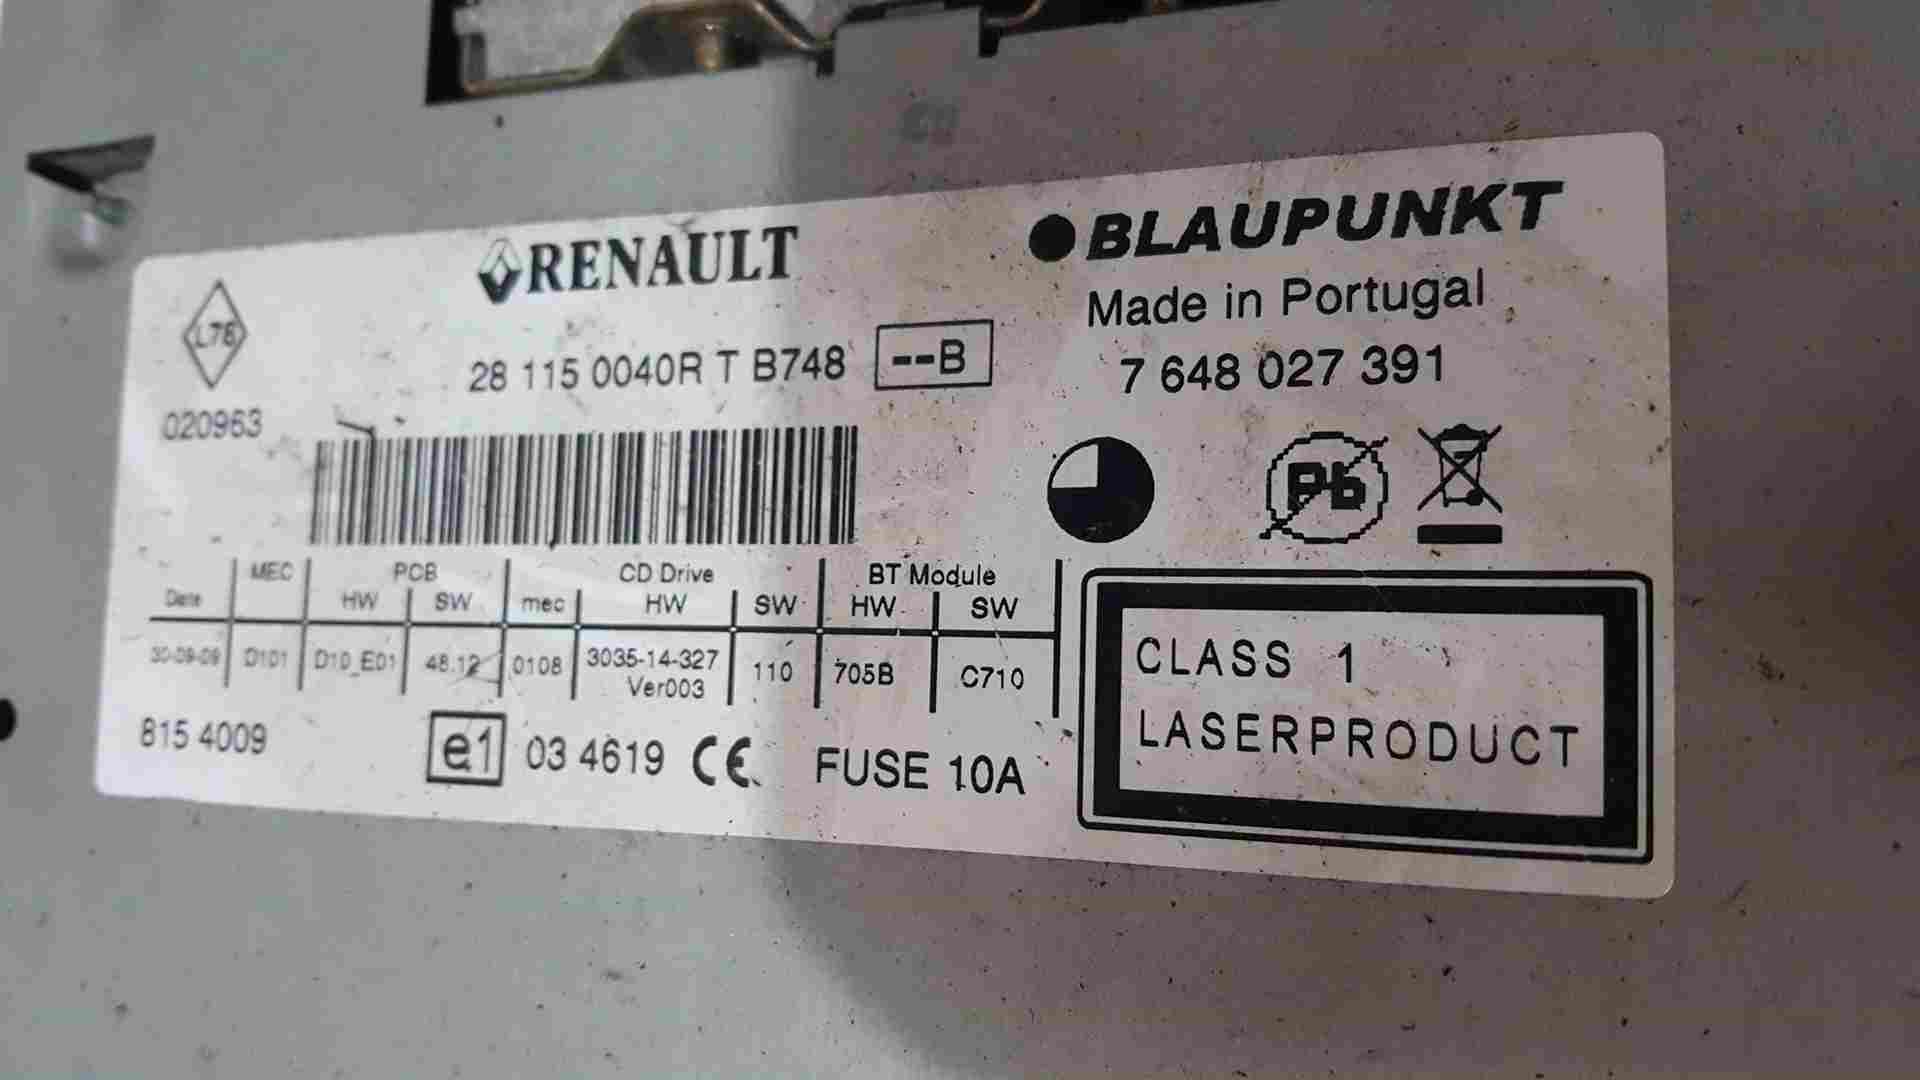 RENAULT
BLAUPUNKT
Made in Portugal
L76
28 115 0040R T B748 --B
7 648 027 391
020963
Pb
MEC PCB CD Drive BT Module
Date HW SW mec HW SW HW SW
30-09-09 D101 D10_E01 48.12 0108 3035-14-327 110 705B C710
Ver003
CLASS 1
LASERPRODUCT
815 4009 e1 03 4619 CE FUSE 10A